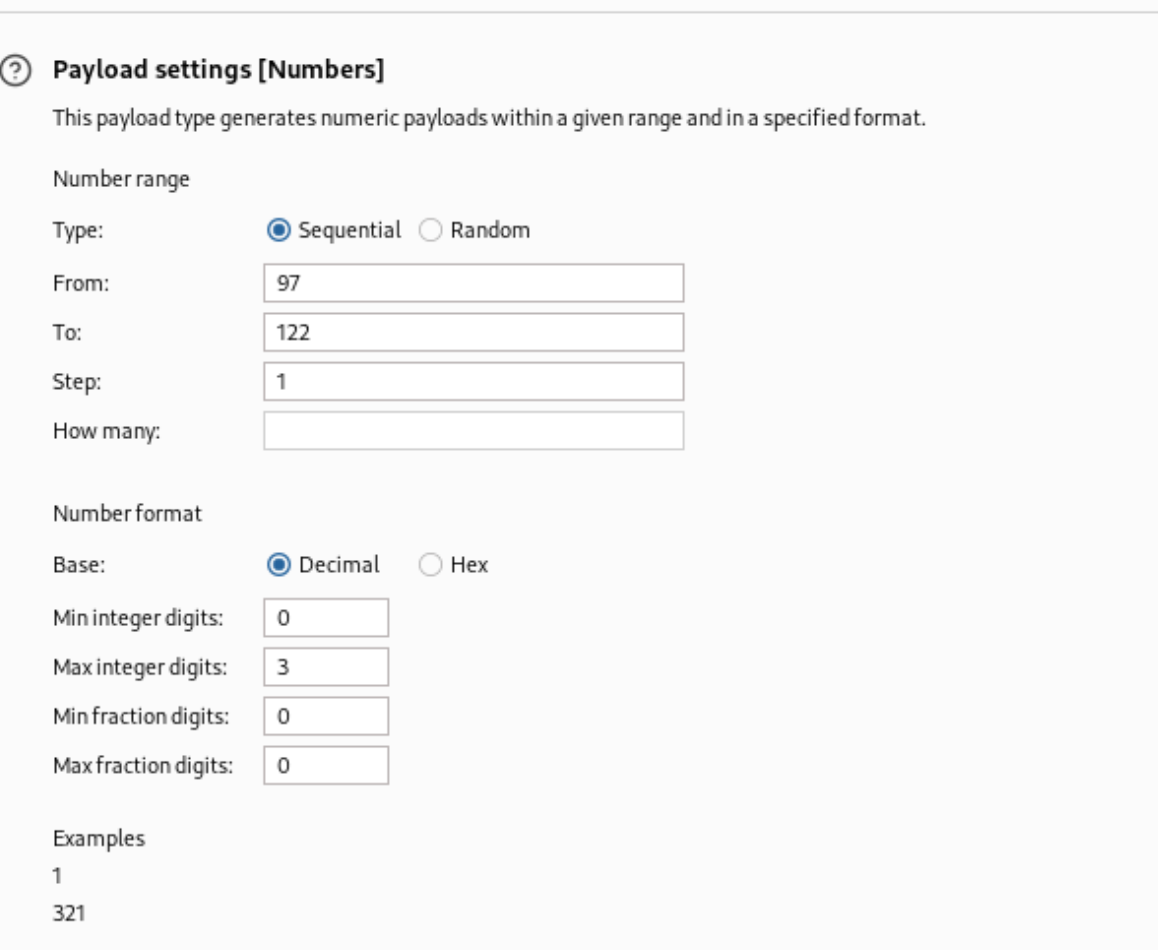 Payload settings [Numbers]
This payload type generates numeric payloads within a given range and in a specified format.
Number range
Type: Sequential Random
From: 97
To: 122
Step: 1
How many:
Number format
Base: Decimal Hex
Min integer digits: 0
Max integer digits: 3
Min fraction digits: 0
Max fraction digits: 0
Examples
1
321